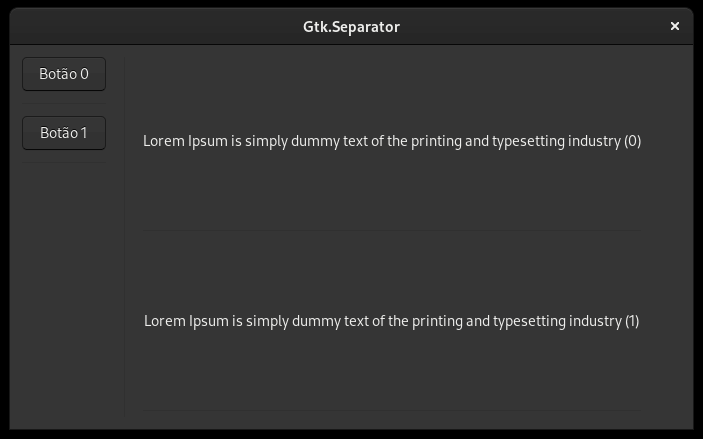 Gtk.Separator
Botão 0
Botão 1
Lorem Ipsum is simply dummy text of the printing and typesetting industry (0)
Lorem Ipsum is simply dummy text of the printing and typesetting industry (1)